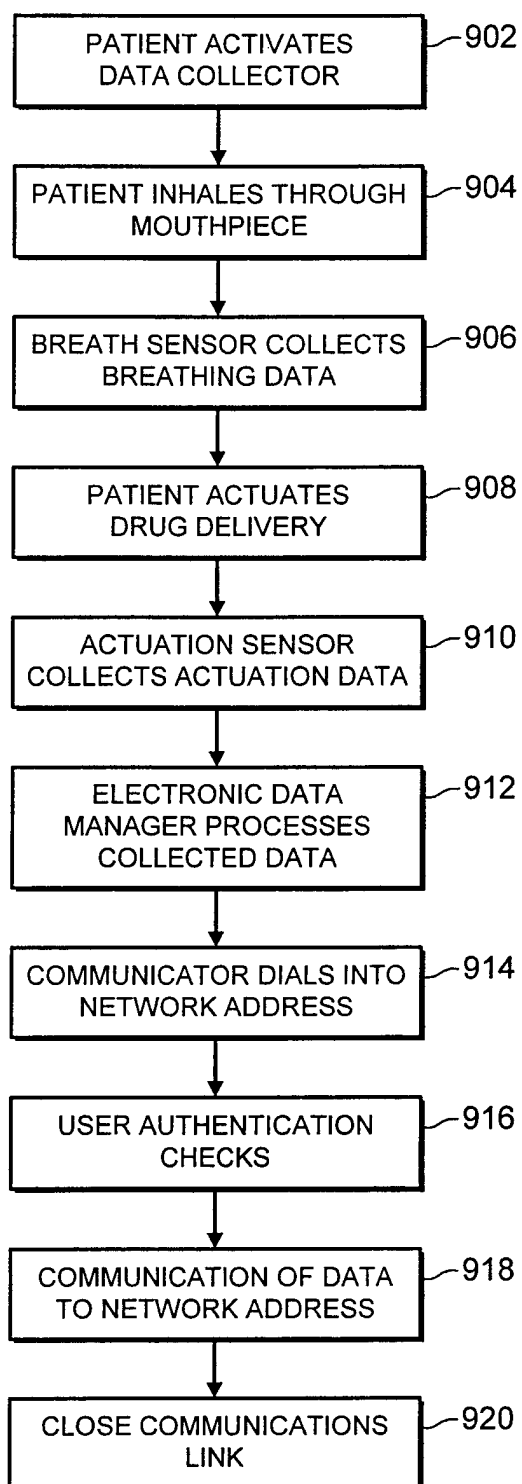 PATIENT ACTIVATES
DATA COLLECTOR
902
PATIENT INHALES THROUGH
MOUTHPIECE
904
BREATH SENSOR COLLECTS
BREATHING DATA
906
PATIENT ACTUATES
DRUG DELIVERY
908
ACTUATION SENSOR
COLLECTS ACTUATION DATA
910
ELECTRONIC DATA
MANAGER PROCESSES
COLLECTED DATA
912
COMMUNICATOR DIALS INTO
NETWORK ADDRESS
914
USER AUTHENTICATION
CHECKS
916
COMMUNICATION OF DATA
TO NETWORK ADDRESS
918
CLOSE COMMUNICATIONS
LINK
920